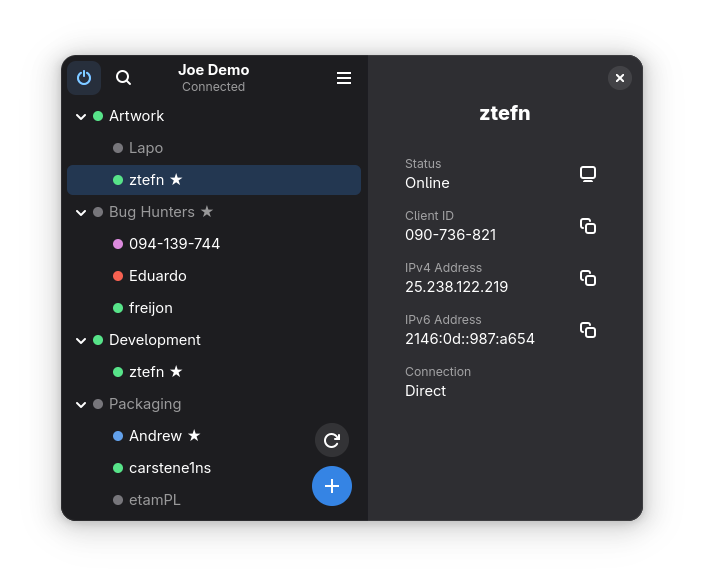 Joe Demo
Connected
Artwork
Lapo
ztefn ★
Bug Hunters ★
094-139-744
Eduardo
freijon
Development
ztefn ★
Packaging
Andrew ★
carstene1ns
etamPL
ztefn
Status
Online
Client ID
090-736-821
IPv4 Address
25.238.122.219
IPv6 Address
2146:0d::987:a654
Connection
Direct